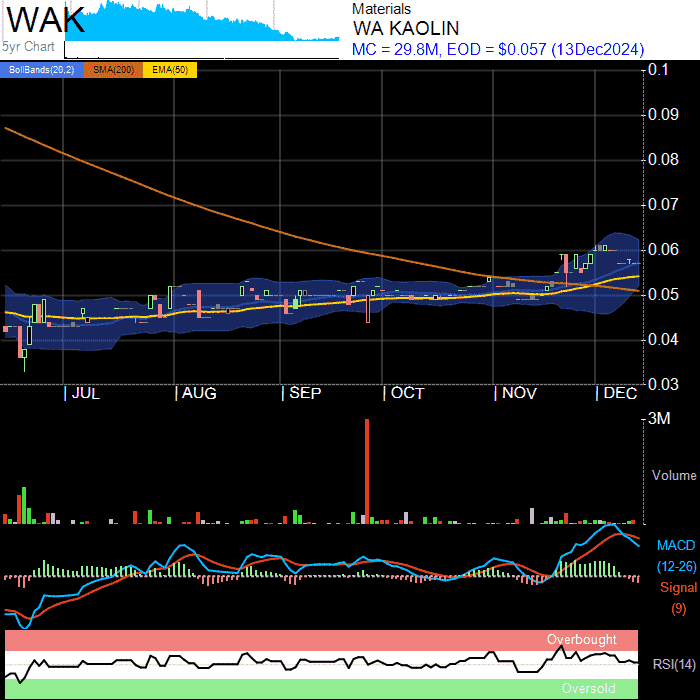 WAK
5yr Chart
Materials
WA KAOLIN
MC = 29.8M, EOD = $0.057 (13Dec2024)
BollBands(20,2) SMA(200) EMA(50)
0.1
0.09
0.08
0.07
0.06
0.05
0.04
0.03
JUL AUG SEP OCT NOV DEC
3M
Volume
MACD
(12-26)
Signal
(9)
Overbought
RSI(14)
Oversold